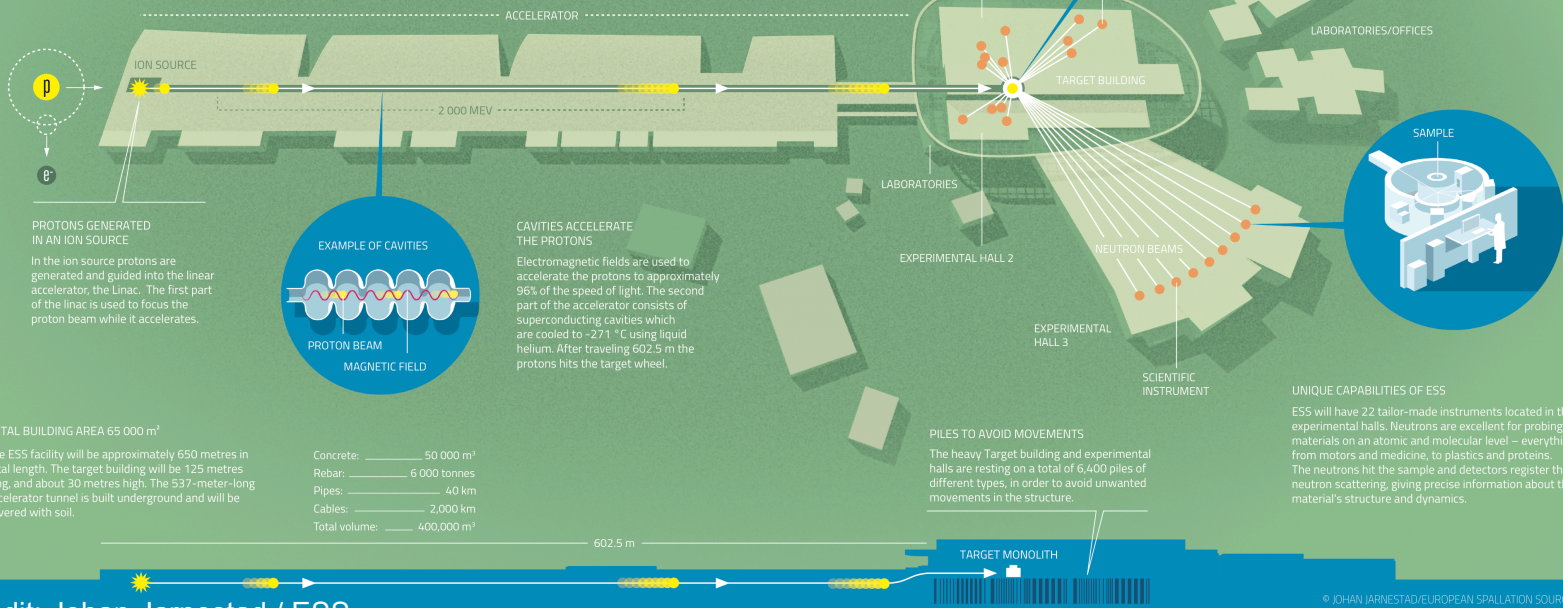 ACCELERATOR
LABORATORIES/OFFICES
ION SOURCE
p
TARGET BUILDING
2 000 MEV
SAMPLE
e-
LABORATORIES
PROTONS GENERATED
IN AN ION SOURCE
In the ion source protons are
generated and guided into the linear
accelerator, the Linac. The first part
of the linac is used to focus the
proton beam while it accelerates.
EXAMPLE OF CAVITIES
PROTON BEAM
MAGNETIC FIELD
CAVITIES ACCELERATE
THE PROTONS
Electromagnetic fields are used to
accelerate the protons to approximately
96% of the speed of light. The second
part of the accelerator consists of
superconducting cavities which
are cooled to -271 °C using liquid
helium. After traveling 602.5 m the
protons hits the target wheel.
EXPERIMENTAL HALL 2
NEUTRON BEAMS
EXPERIMENTAL
HALL 3
SCIENTIFIC
INSTRUMENT
UNIQUE CAPABILITIES OF ESS
ESS will have 22 tailor-made instruments located in
experimental halls. Neutrons are excellent for probing
materials on an atomic and molecular level –
from motors and medicine, to plastics and proteins.
The neutrons hit the sample and detectors register
neutron scattering, giving precise information about
material's structure and dynamics.
BUILDING AREA 65 000 m²
ESS facility will be approximately 650 metres in
length. The target building will be 125 metres
and about 30 metres high. The 537-meter-long
tunnel is built underground and will be
with soil.
Concrete: 50 000 m³
Rebar: 6 000 tonnes
Pipes: 40 km
Cables: 2,000 km
Total volume: 400,000 m³
PILES TO AVOID MOVEMENTS
The heavy Target building and experimental
halls are resting on a total of 6,400 piles of
different types, in order to avoid unwanted
movements in the structure.
602.5 m
TARGET MONOLITH
Johan Jarnestad / ESS
© JOHAN JARNESTAD/EUROPEAN SPALLATION